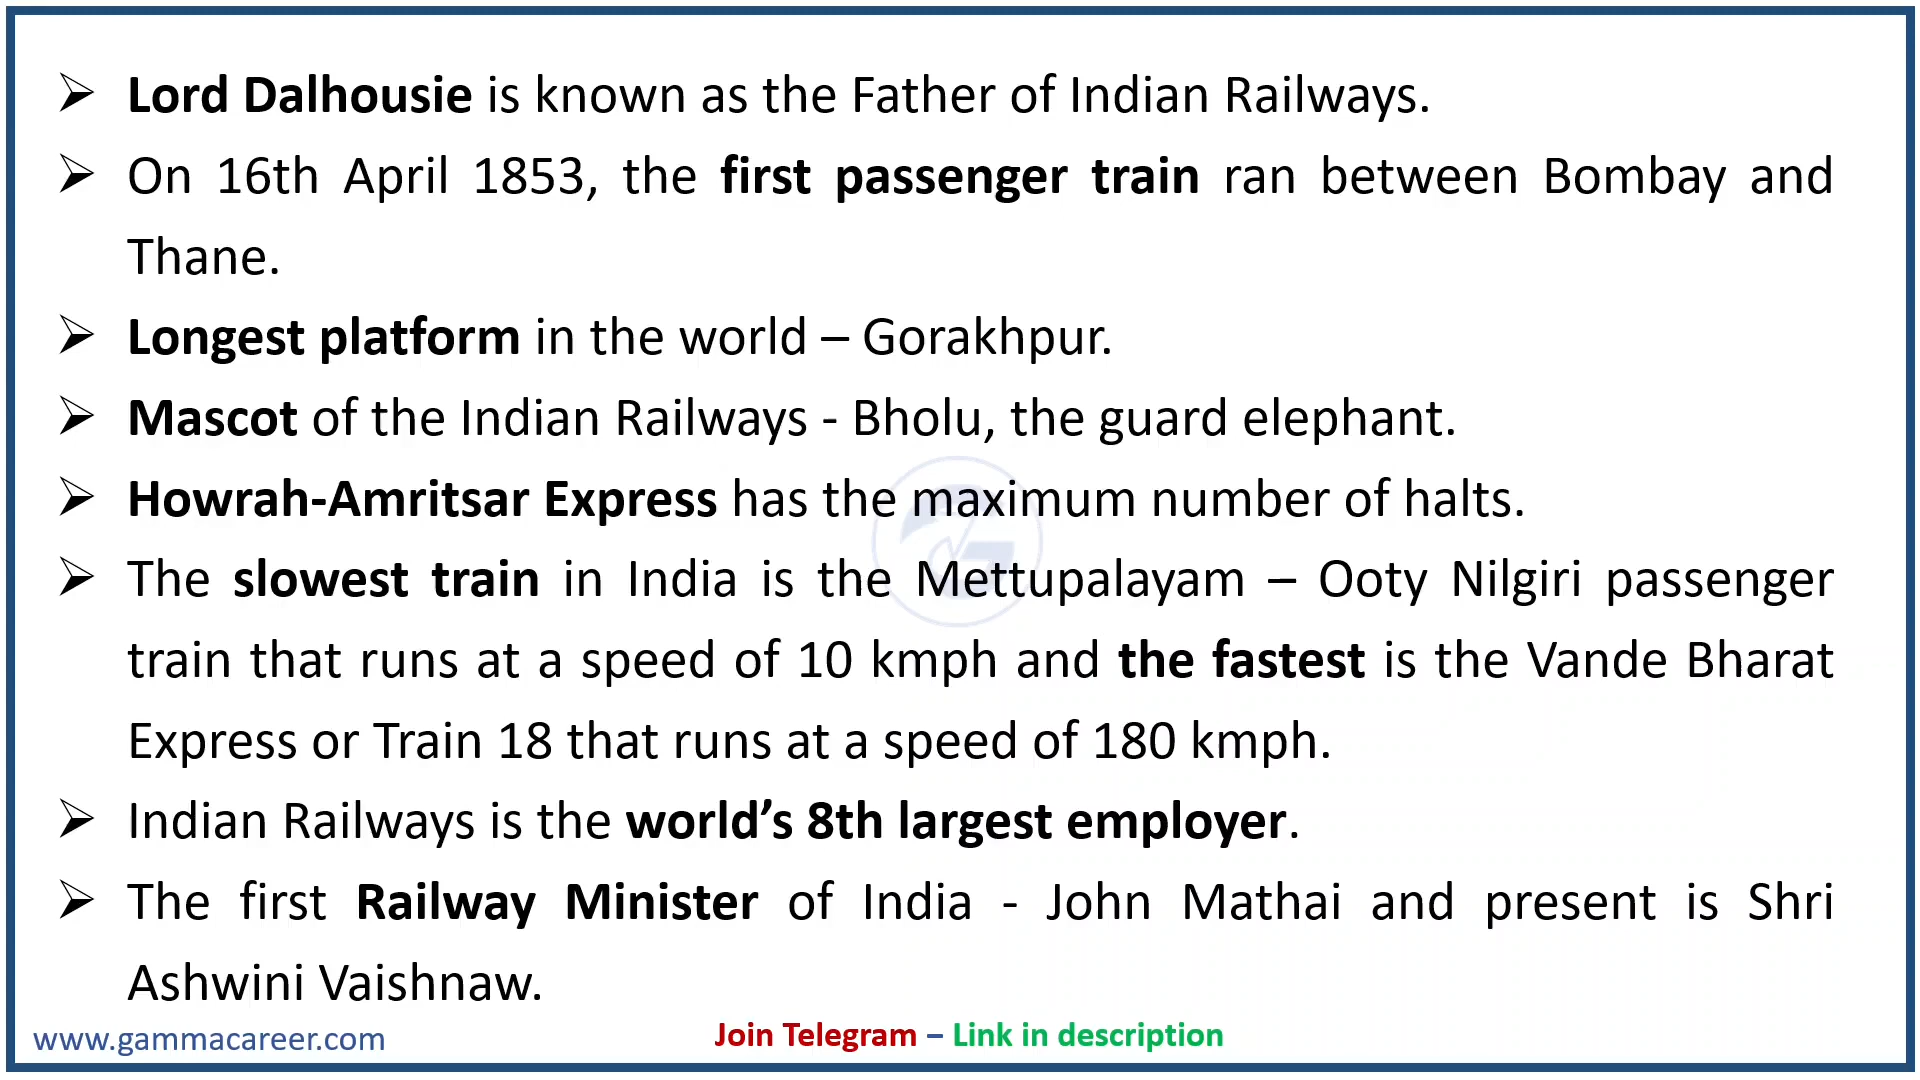 ➢ Lord Dalhousie is known as the Father of Indian Railways.
➢ On 16th April 1853, the first passenger train ran between Bombay and
Thane.
➢ Longest platform in the world – Gorakhpur.
➢ Mascot of the Indian Railways - Bholu, the guard elephant.
➢ Howrah-Amritsar Express has the maximum number of halts.
➢ The slowest train in India is the Mettupalayam – Ooty Nilgiri passenger
train that runs at a speed of 10 kmph and the fastest is the Vande Bharat
Express or Train 18 that runs at a speed of 180 kmph.
➢ Indian Railways is the world’s 8th largest employer.
➢ The first Railway Minister of India - John Mathai and present is Shri
Ashwini Vaishnaw.
www.gammacareer.com
Join Telegram – Link in description